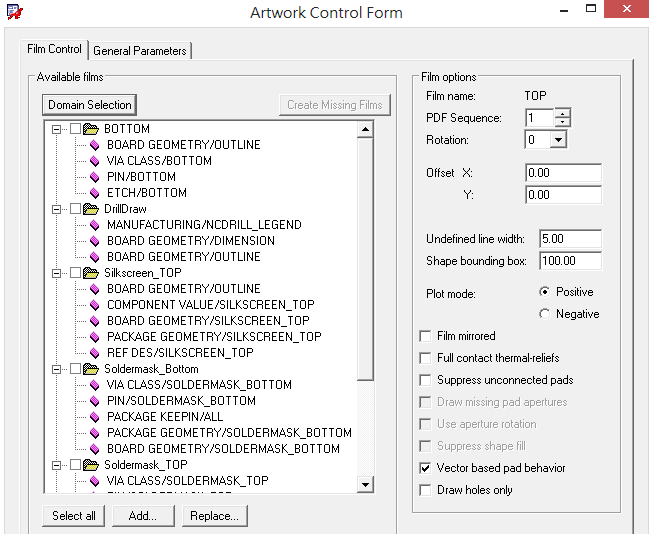 Artwork Control Form
Film Control
General Parameters
Available films
Domain Selection
Create Missing Films
BOTTOM
BOARD GEOMETRY/OUTLINE
VIA CLASS/BOTTOM
PIN/BOTTOM
ETCH/BOTTOM
DrillDraw
MANUFACTURING/NCDRILL_LEGEND
BOARD GEOMETRY/DIMENSION
BOARD GEOMETRY/OUTLINE
Silkscreen_TOP
BOARD GEOMETRY/OUTLINE
COMPONENT VALUE/SILKSCREEN_TOP
BOARD GEOMETRY/SILKSCREEN_TOP
PACKAGE GEOMETRY/SILKSCREEN_TOP
REF DES/SILKSCREEN_TOP
Soldermask_Bottom
VIA CLASS/SOLDERMASK_BOTTOM
PIN/SOLDERMASK_BOTTOM
PACKAGE KEEPIN/ALL
PACKAGE GEOMETRY/SOLDERMASK_BOTTOM
BOARD GEOMETRY/SOLDERMASK_BOTTOM
Soldermask_TOP
VIA CLASS/SOLDERMASK_TOP
Select all
Add...
Replace...
Film options
Film name: TOP
PDF Sequence: 1
Rotation: 0
Offset X: 0.00
Y: 0.00
Undefined line width: 5.00
Shape bounding box: 100.00
Plot mode: Positive
Negative
Film mirrored
Full contact thermal-reliefs
Suppress unconnected pads
Draw missing pad apertures
Use aperture rotation
Suppress shape fill
Vector based pad behavior
Draw holes only